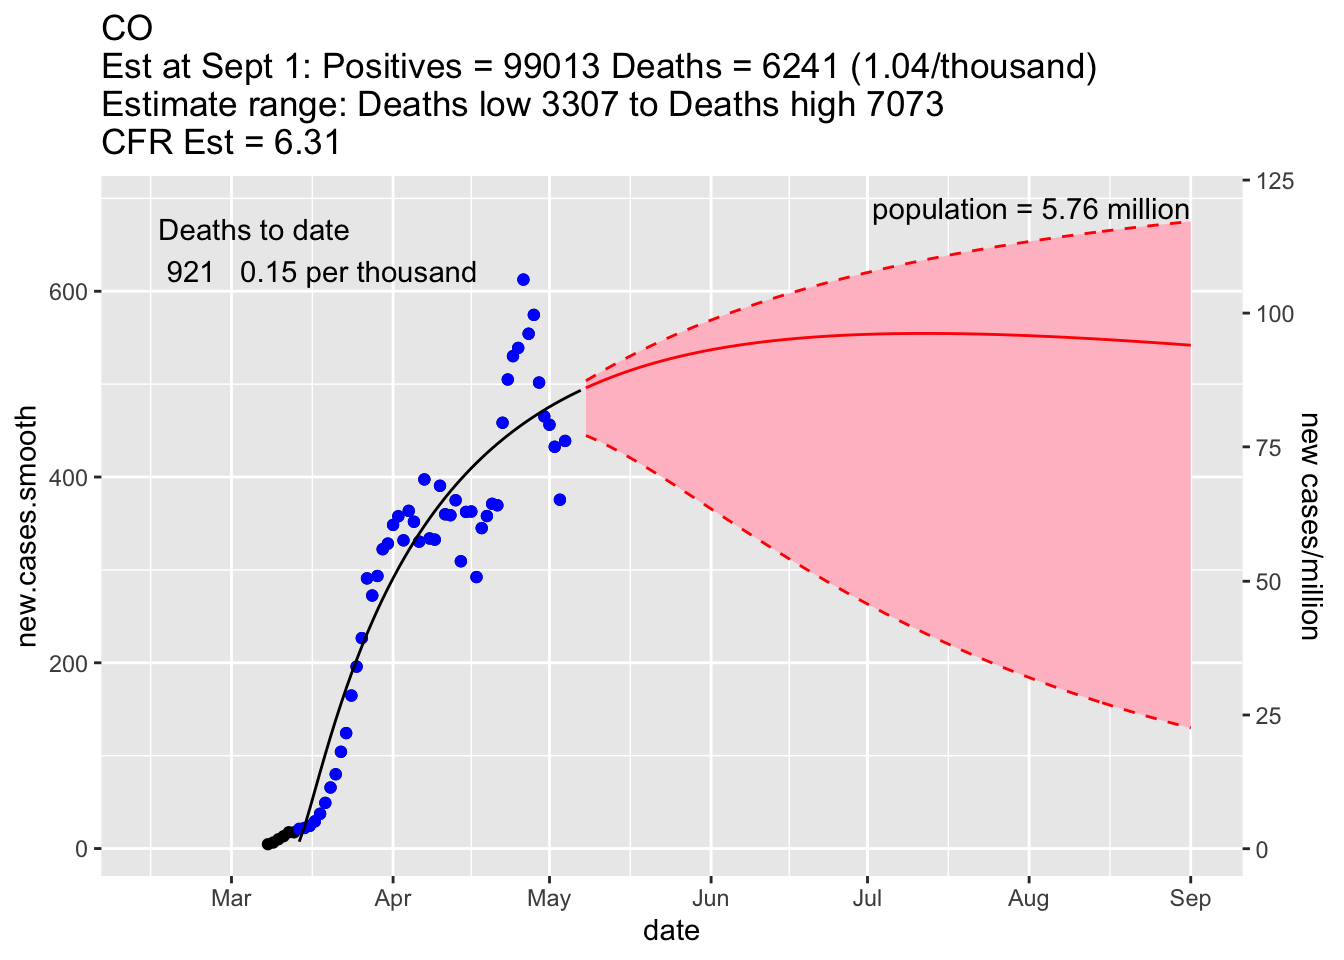 CO
Est at Sept 1: Positives = 99013 Deaths = 6241 (1.04/thousand)
Estimate range: Deaths low 3307 to Deaths high 7073
CFR Est = 6.31
Deaths to date
921 0.15 per thousand
population = 5.76 million
new.cases.smooth
600
400
200
0
125
100
75
50
25
0
new cases/million
Mar Apr May Jun Jul Aug Sep
date